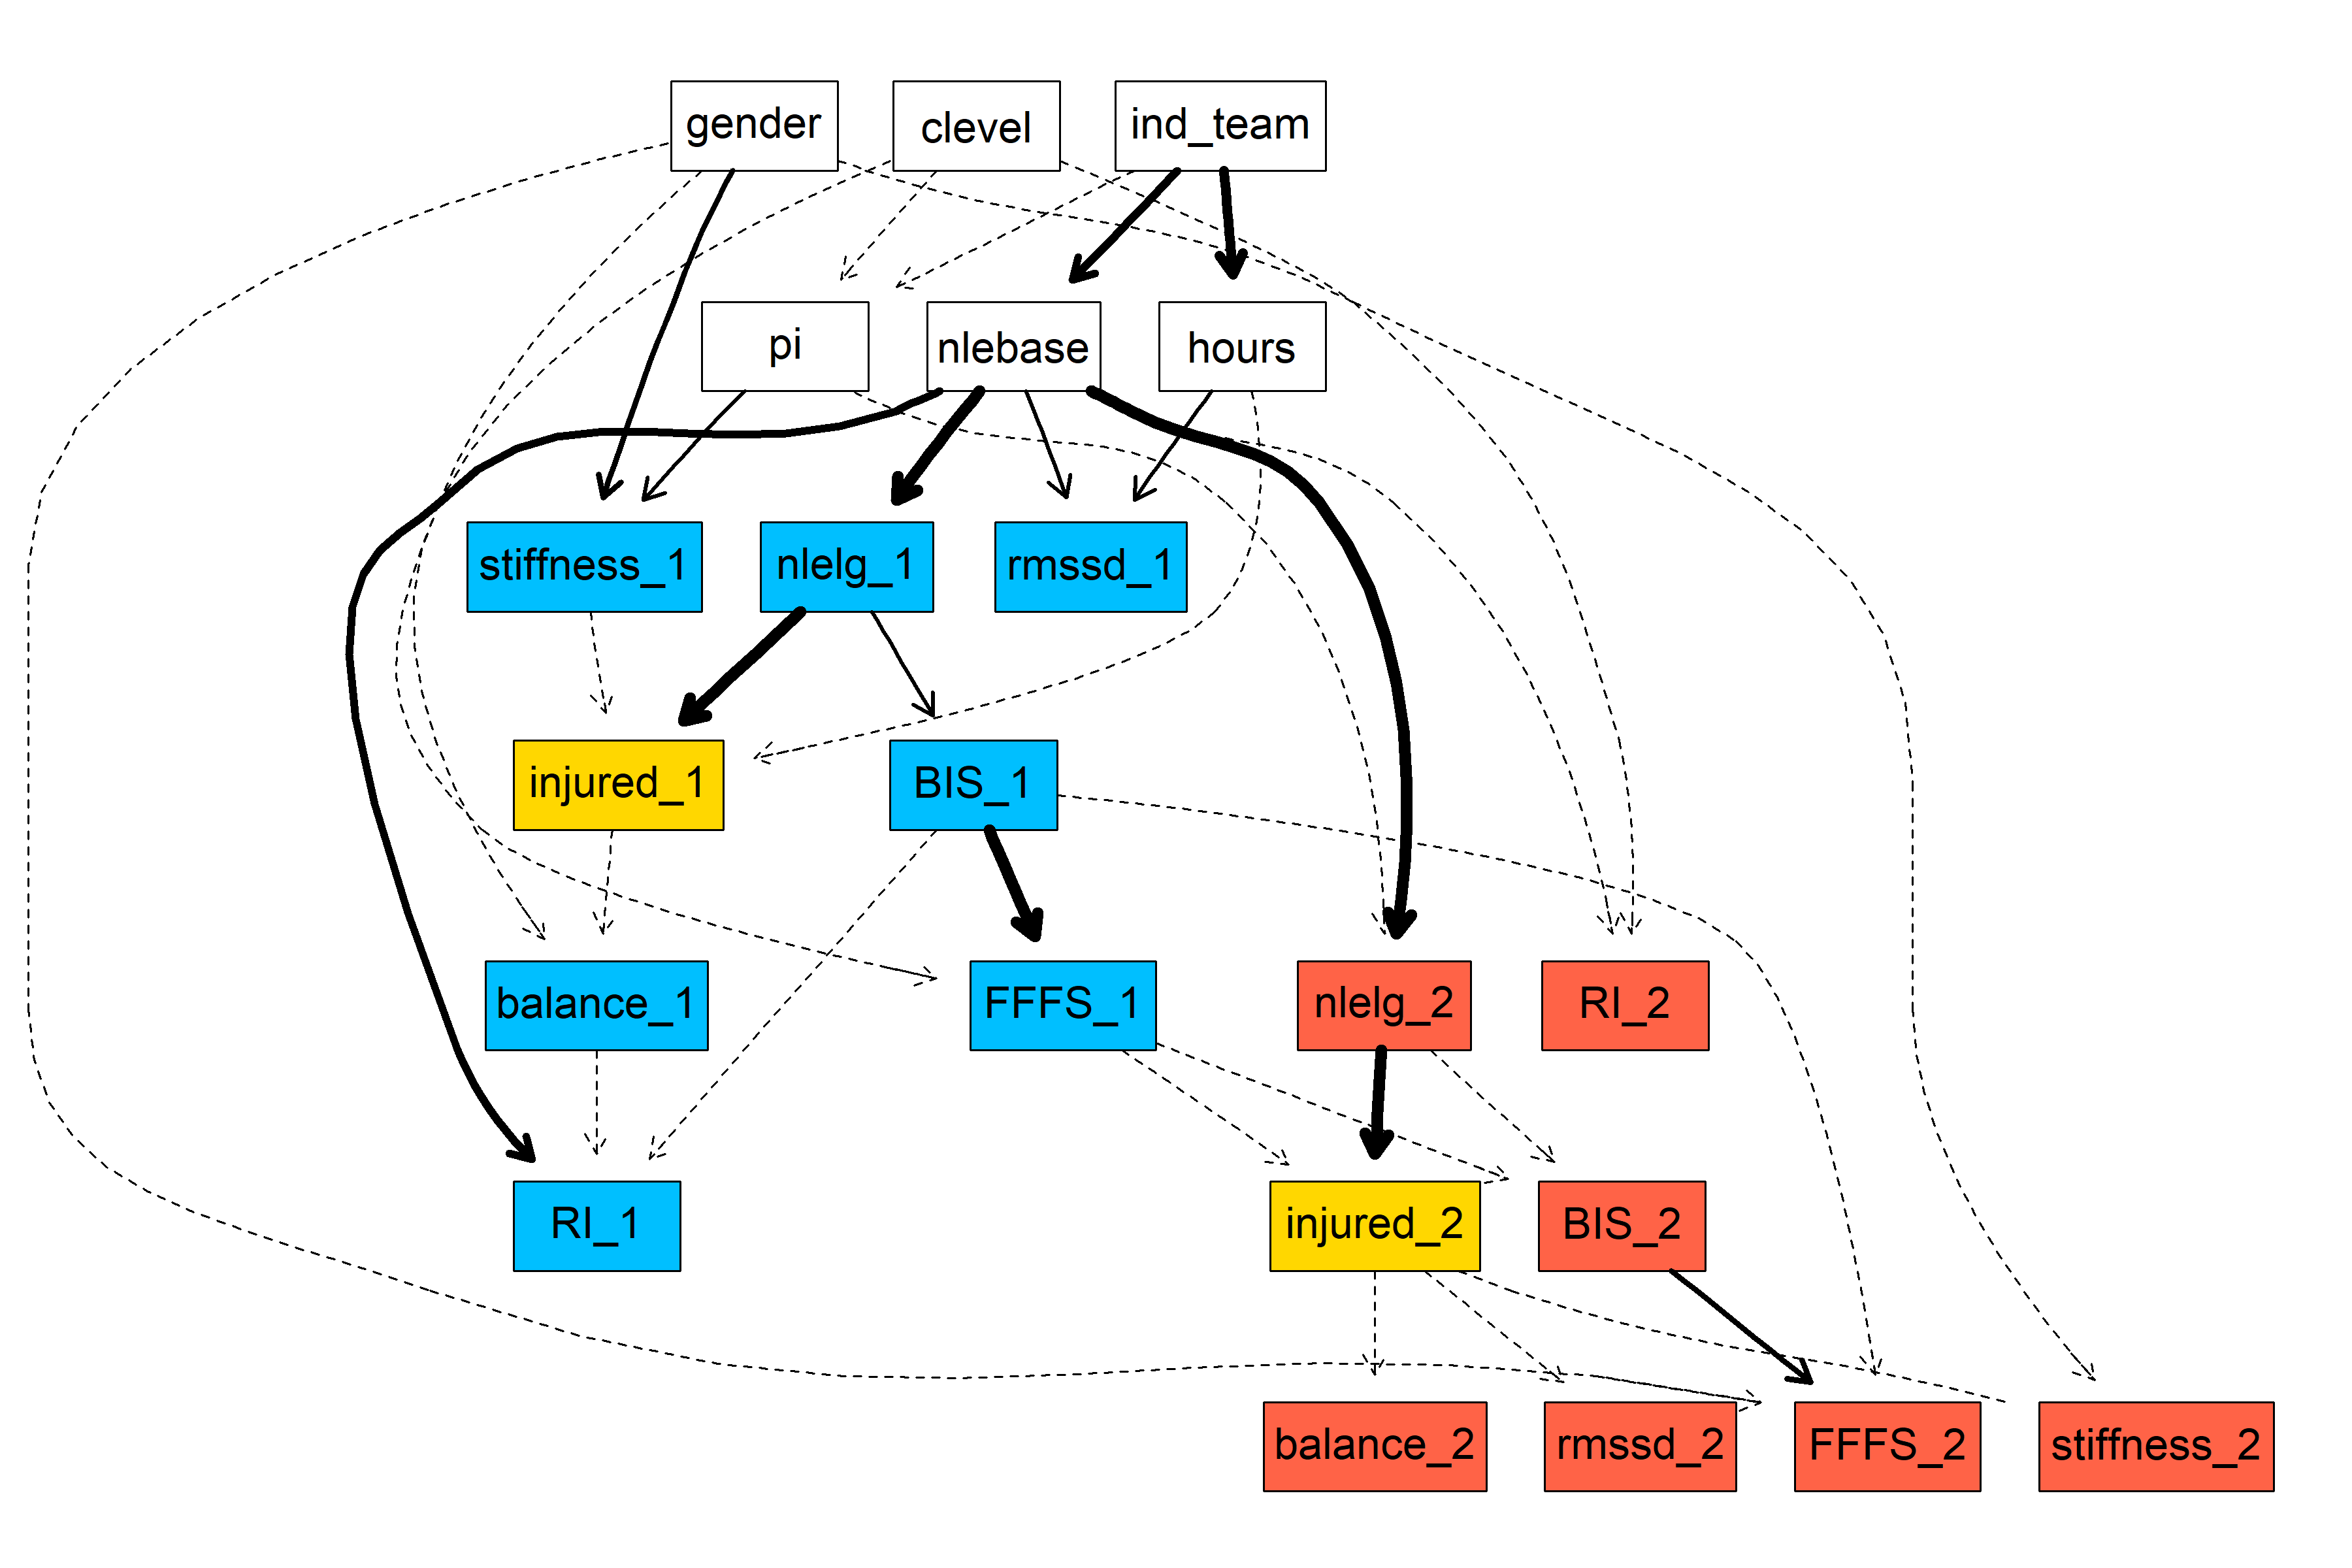 gender
clevel
ind_team
pi
nlebase
hours
stiffness_1
nlelg_1
rmssd_1
injured_1
BIS_1
balance_1
FFFS_1
nlelg_2
RI_2
RI_1
injured_2
BIS_2
balance_2
rmssd_2
FFFS_2
stiffness_2